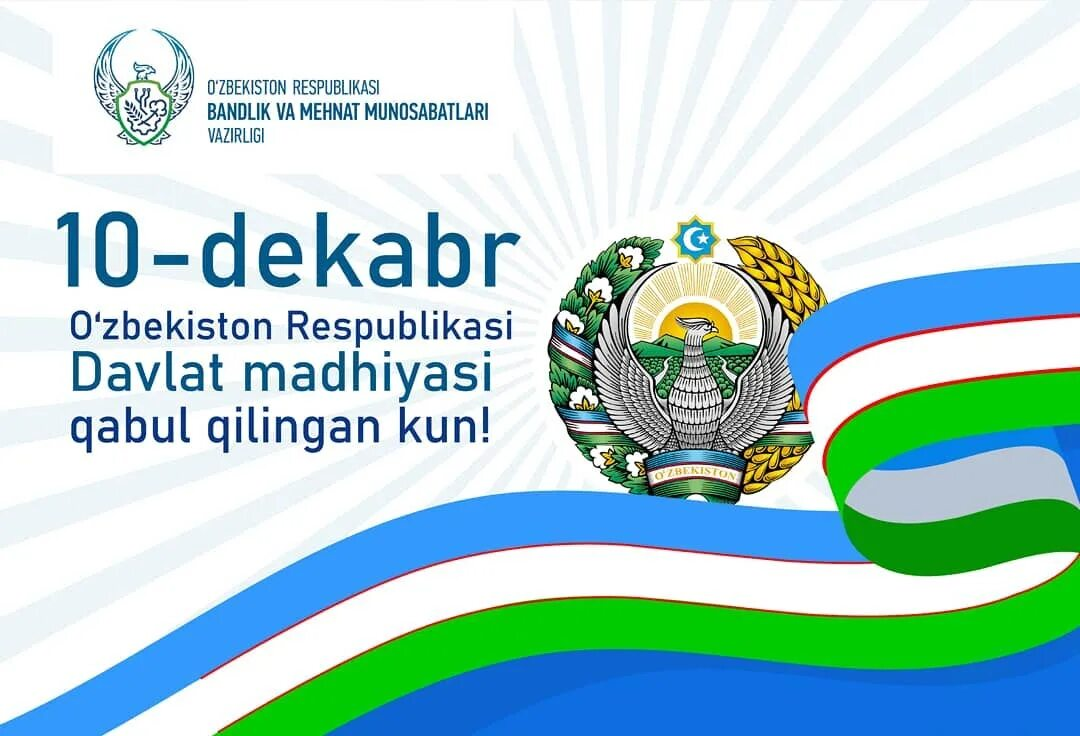 O‘ZBEKISTON RESPUBLIKASI
BANDLIK VA MEHNAT MUNOSABATLARI
VAZIRLIGI
10-dekabr
O‘zbekiston Respublikasi
Davlat madhiyasi
qabul qilingan kun!
O‘ZBEKISTON